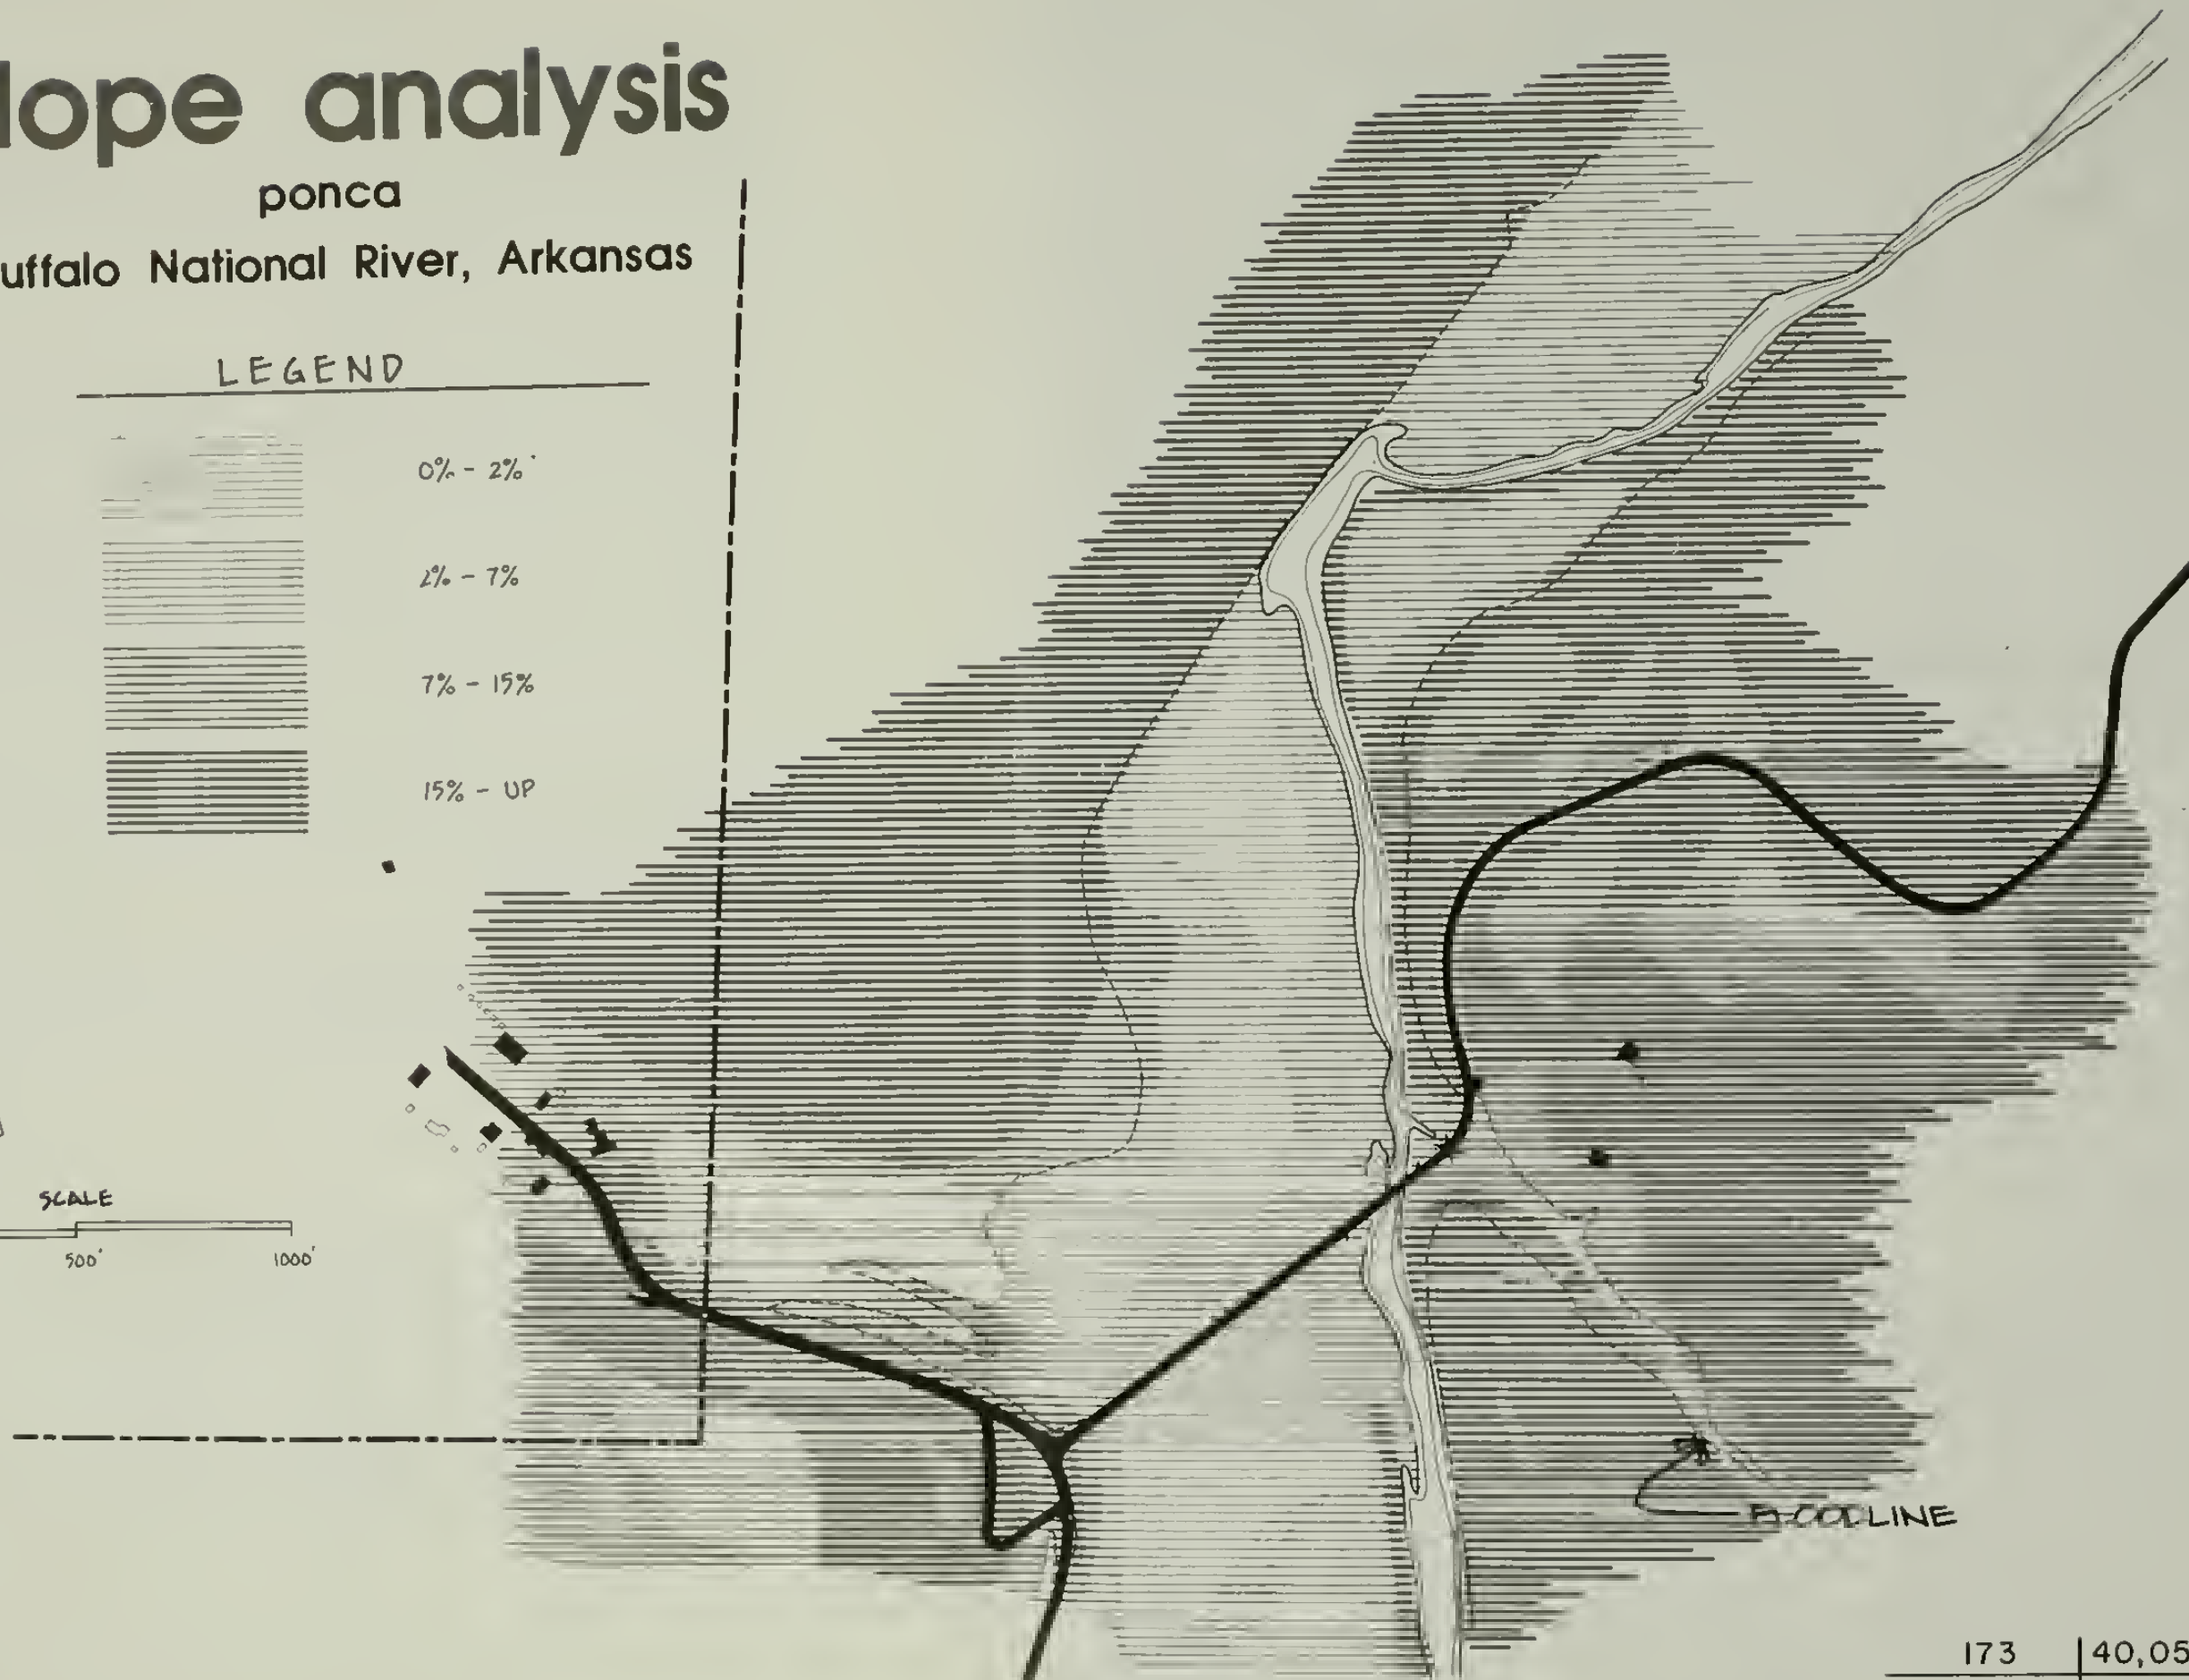 lope analysis
ponca
uffalo National River, Arkansas
LEGEND
0% - 2%
2% - 7%
7% - 15%
15% - UP
SCALE
500' 1000'
FLOODLINE
173 40,05